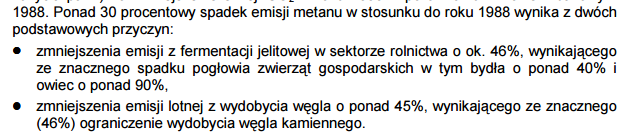 1988. Ponad 30 procentowy spadek emisji metanu w stosunku do roku 1988 wynika z dwóch
podstawowych przyczyn:
● zmniejszenia emisji z fermentacji jelitowej w sektorze rolnictwa o ok. 46%, wynikającego
ze znacznego spadku pogłowia zwierząt gospodarskich w tym bydła o ponad 40% i
owiec o ponad 90%,
● zmniejszenia emisji lotnej z wydobycia węgla o ponad 45%, wynikającego ze znacznego
(46%) ograniczenie wydobycia węgla kamiennego.